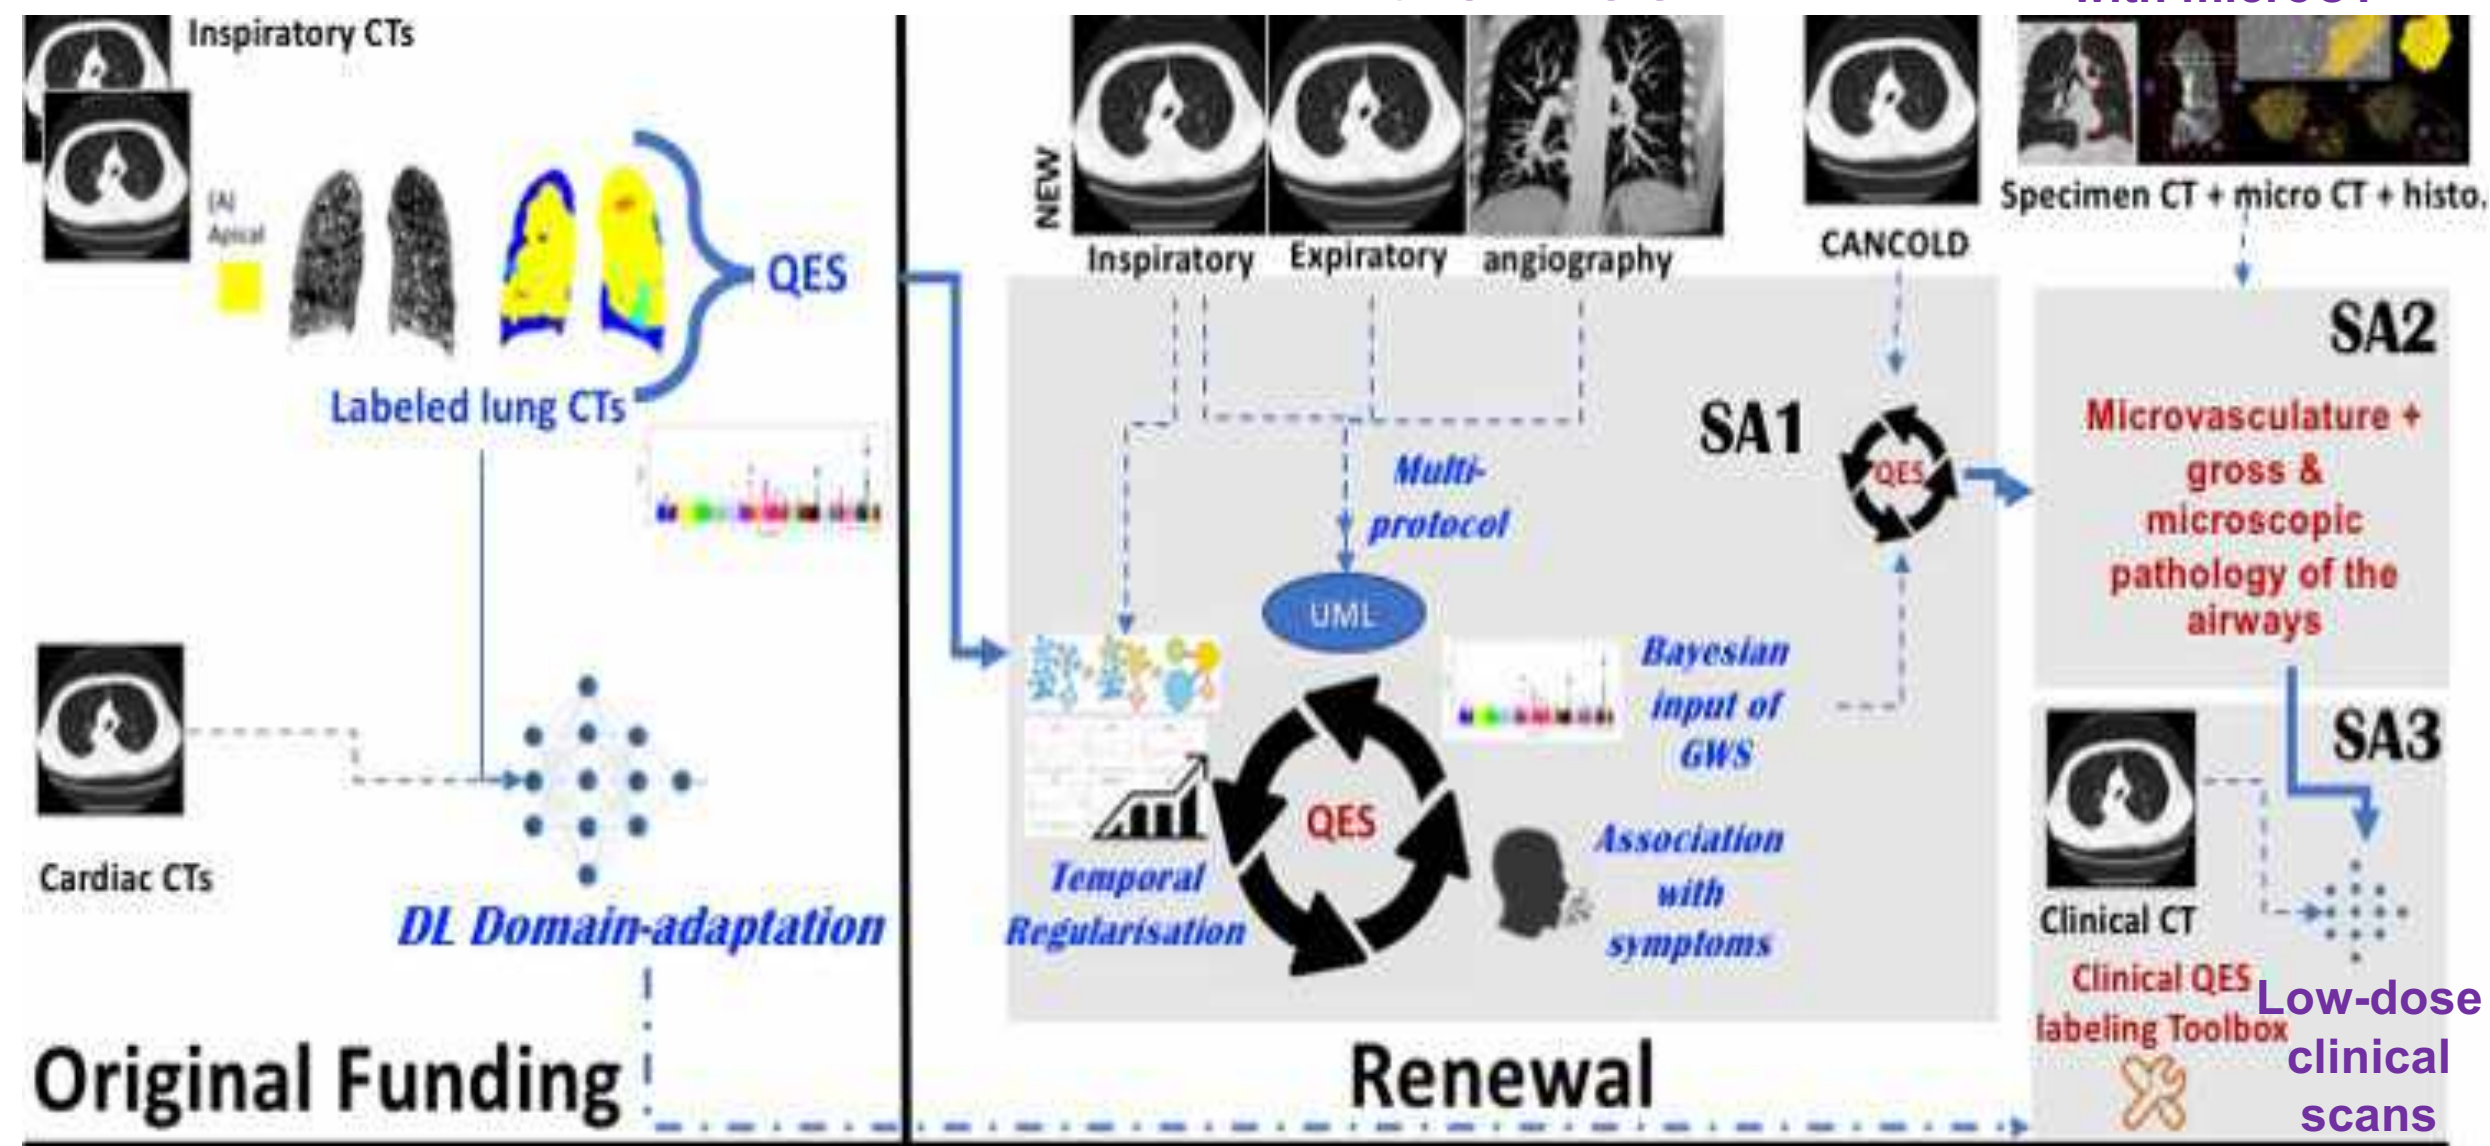 Inspiratory CTs
(A)
Apical
QES
Labeled lung CTs
Cardiac CTs
DL Domain-adaptation
Original Funding
NEW
Inspiratory
Expiratory
angiography
CANCOLD
Specimen CT + micro CT + histo.
Multi-
protocol
UML
SA1
QES
Bayesian
input of
GWS
QES
Temporal
Regularisation
Association
with
symptoms
Renewal
SA2
Microvasculature +
gross &
microscopic
pathology of the
airways
SA3
Clinical CT
Clinical QES
labeling Toolbox
Low-dose
clinical
scans